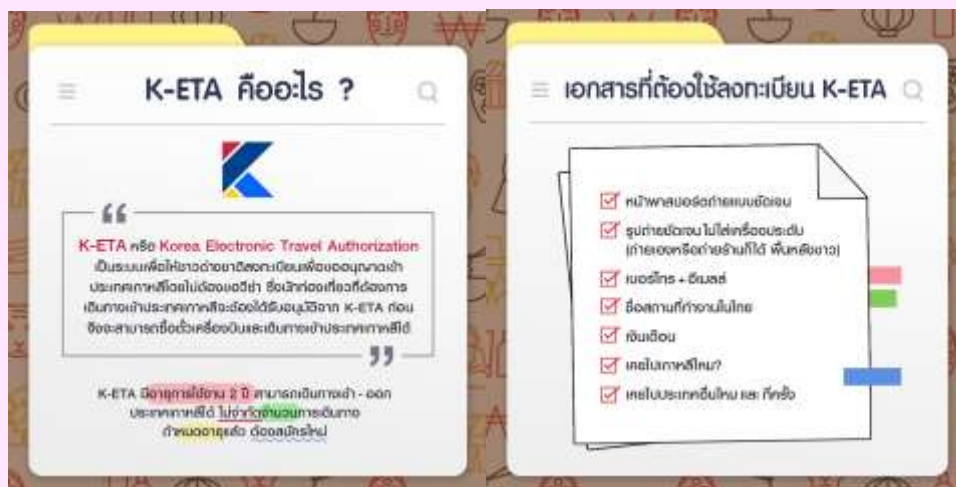 K-ETA คืออะไร ?
K-ETA หรือ Korea Electronic Travel Authorization
เป็นระบบเพื่อให้ชาวต่างชาติลงทะเบียนเพื่อขออนุญาตเข้า
ประเทศเกาหลีโดยไม่ต้องขอวีซ่า ซึ่งนักท่องเที่ยวที่ต้องการ
เดินทางเข้าประเทศเกาหลีจะต้องได้รับอนุมัติจาก K-ETA ก่อน
จึงจะสามารถซื้อตั๋วเครื่องบินและเดินทางเข้าประเทศเกาหลีได้
K-ETA มีอายุการใช้งาน 2 ปี สามารถเดินทางเข้า - ออก
ประเทศเกาหลีได้ ไม่จำกัดจำนวนการเดินทาง
ถ้าหมดอายุแล้ว ต้องสมัครใหม่
เอกสารที่ต้องใช้ลงทะเบียน K-ETA
หน้าพาสปอร์ตถ่ายแบบชัดเจน
รูปถ่ายชัดเจน ไม่ใส่เครื่องประดับ
(ถ่ายเองหรือถ่ายร้านก็ได้ พื้นหลังขาว)
เบอร์โทร + อีเมลล์
ชื่อสถานที่ทำงานในไทย
เงินเดือน
เคยไปเกาหลีไหม?
เคยไปประเทศอื่นไหม และ กี่ครั้ง